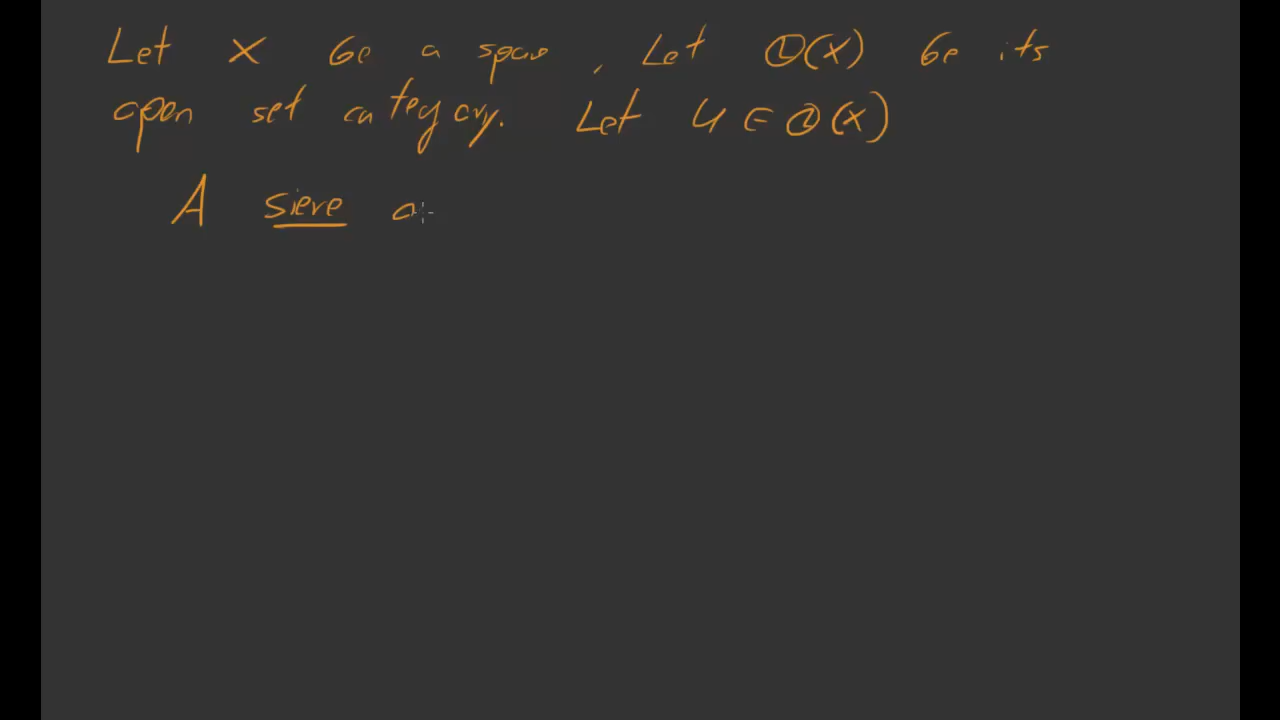 Let X be a space, Let O(X) be its
open set category. Let U ∈ O(X)
A sieve o